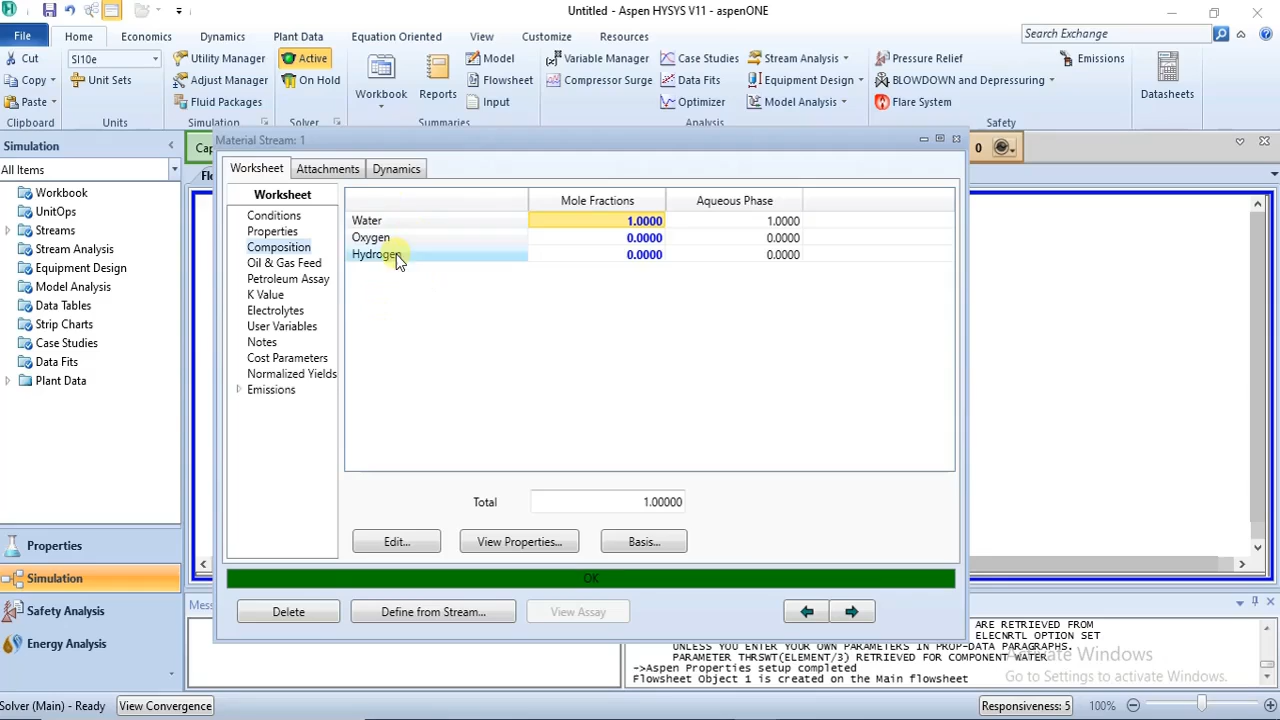 Untitled - Aspen HYSYS V11 - aspenONE
File
Home
Economics
Dynamics
Plant Data
Equation Oriented
View
Customize
Resources
Search Exchange
Cut
Copy
Paste
Clipboard
SI10e
Unit Sets
Units
Utility Manager
Adjust Manager
Fluid Packages
Simulation
Active
On Hold
Solver
Workbook
Reports
Model
Flowsheet
Input
Summaries
Variable Manager
Compressor Surge
Case Studies
Data Fits
Optimizer
Stream Analysis
Equipment Design
Model Analysis
Analysis
Pressure Relief
BLOWDOWN and Depressuring
Flare System
Safety
Emissions
Datasheets
Simulation
All Items
Workbook
UnitOps
Streams
Stream Analysis
Equipment Design
Model Analysis
Data Tables
Strip Charts
Case Studies
Data Fits
Plant Data
Properties
Simulation
Safety Analysis
Energy Analysis
Cap
0
Material Stream: 1
Worksheet
Attachments
Dynamics
Worksheet
Conditions
Properties
Composition
Oil & Gas Feed
Petroleum Assay
K Value
Electrolytes
User Variables
Notes
Cost Parameters
Normalized Yields
Emissions
Mole Fractions Aqueous Phase
Water 1.0000 1.0000
Oxygen 0.0000 0.0000
Hydrogen 0.0000 0.0000
Total 1.00000
Edit...
View Properties...
Basis...
OK
Delete
Define from Stream...
View Assay
ARE RETRIEVED FROM
ELECNRTL OPTION SET
UNLESS YOU ENTER YOUR OWN PARAMETERS IN PROP-DATA PARAGRAPHS.
PARAMETER THRSWT(ELEMENT/3) RETRIEVED FOR COMPONENT WATER
->Aspen Properties setup completed
Flowsheet Object 1 is created on the Main flowsheet
Activate Windows
Go to Settings to activate Windows.
Solver (Main) - Ready
View Convergence
Responsiveness: 5
100%